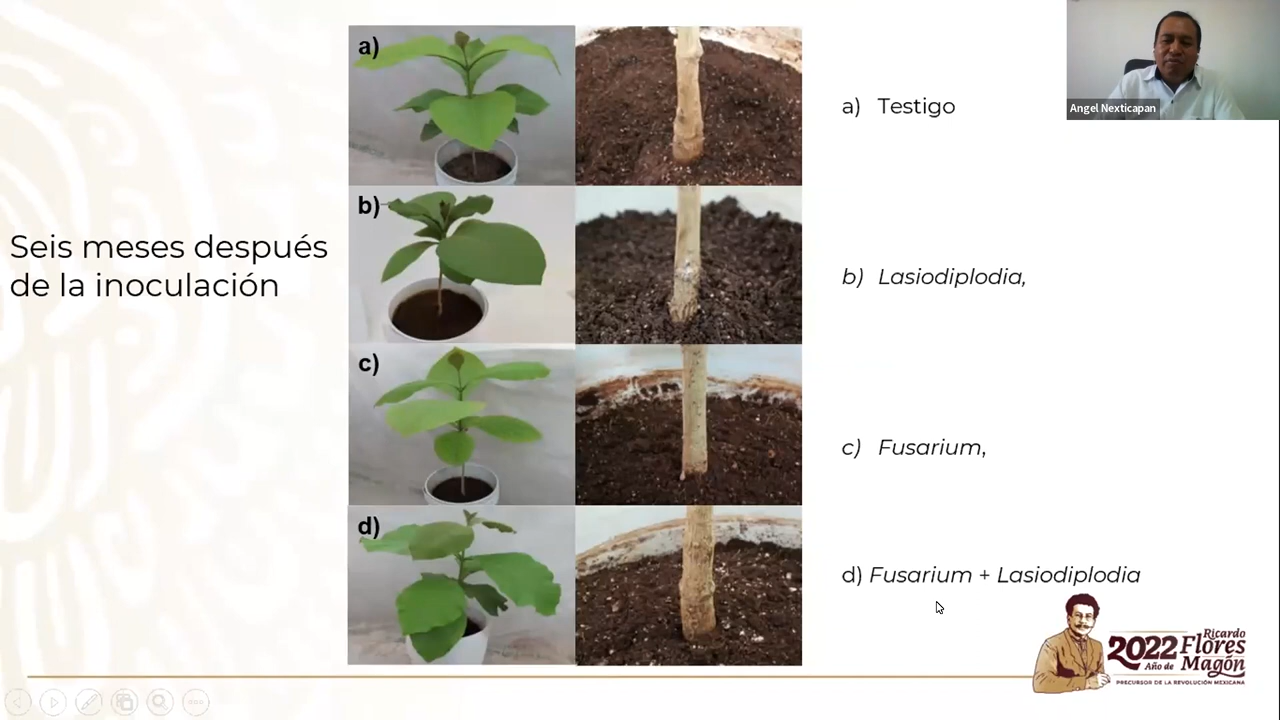 Seis meses después
de la inoculación
a)
b)
c)
d)
a) Testigo
b) Lasiodiplodia,
c) Fusarium,
d) Fusarium + Lasiodiplodia
Angel Nexticapan
2022 Ricardo
Año de Flores
Magón
PRECURSOR DE LA REVOLUCIÓN MEXICANA